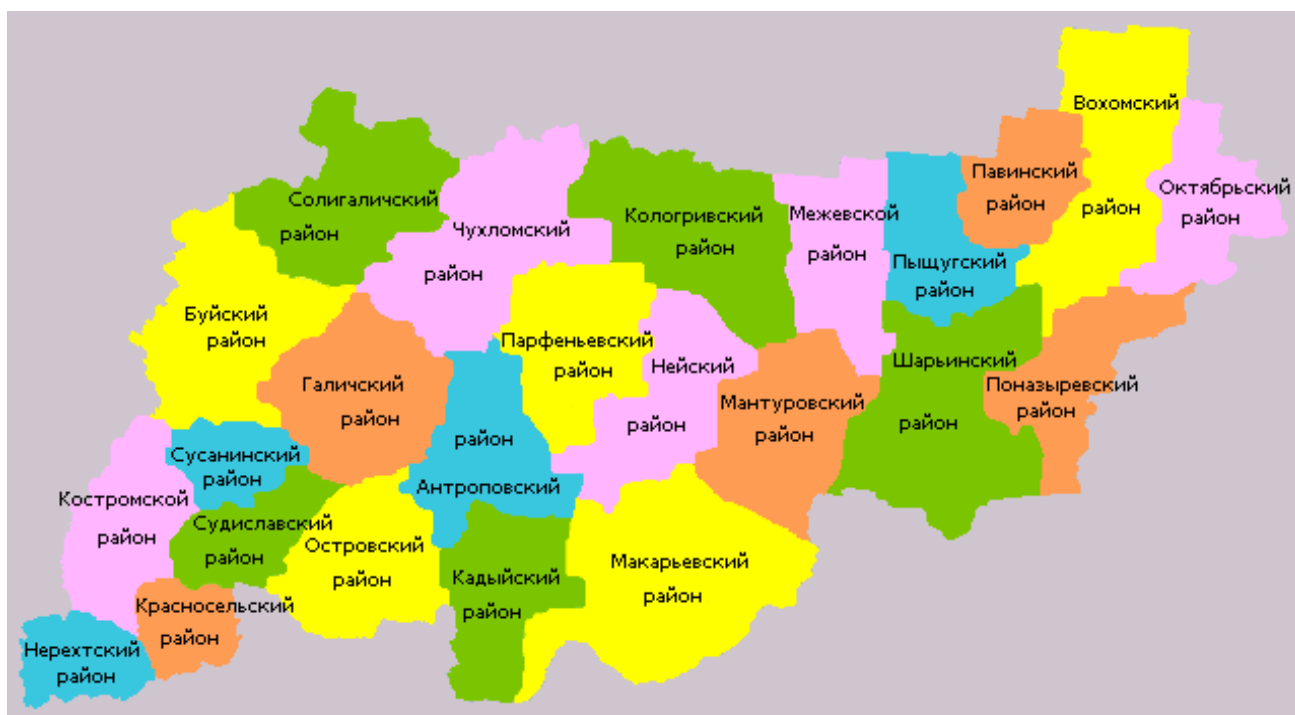 Вохомский
район
Октябрьский
район
Павинский
район
Солигаличский
район
Чухломский
район
Кологривский
район
Межевской
район
Пыщугский
район
Буйский
район
Парфеньевский
район
Нейский
район
Шарьинский
район
Поназыревский
район
Галичский
район
Мантуровский
район
район
Антроповский
Сусанинский
район
Костромской
район
Судиславский
район
Островский
район
Кадыйский
район
Макарьевский
район
Красносельский
район
Нерехтский
район